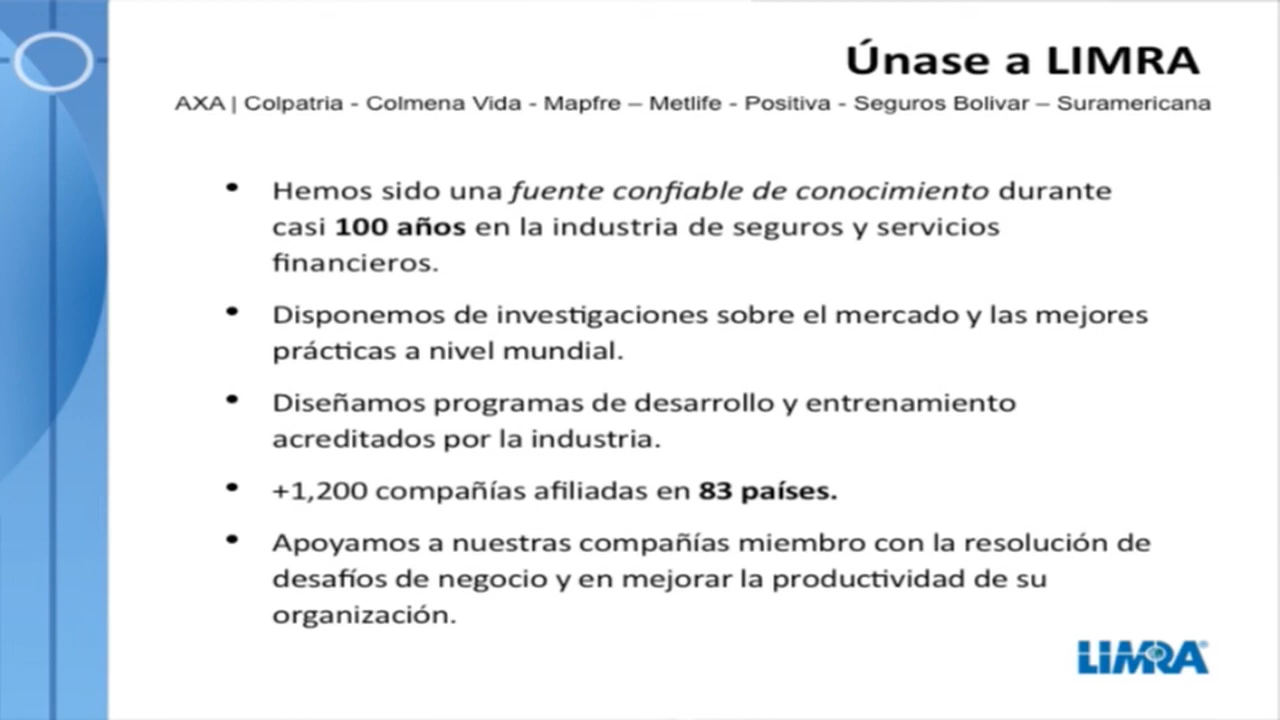 Únase a LIMRA
AXA | Colpatria - Colmena Vida - Mapfre – Metlife - Positiva - Seguros Bolivar – Suramericana
• Hemos sido una fuente confiable de conocimiento durante
casi 100 años en la industria de seguros y servicios
financieros.
• Disponemos de investigaciones sobre el mercado y las mejores
prácticas a nivel mundial.
• Diseñamos programas de desarrollo y entrenamiento
acreditados por la industria.
• +1,200 compañías afiliadas en 83 países.
• Apoyamos a nuestras compañías miembro con la resolución de
desafíos de negocio y en mejorar la productividad de su
organización.
LIMRA®